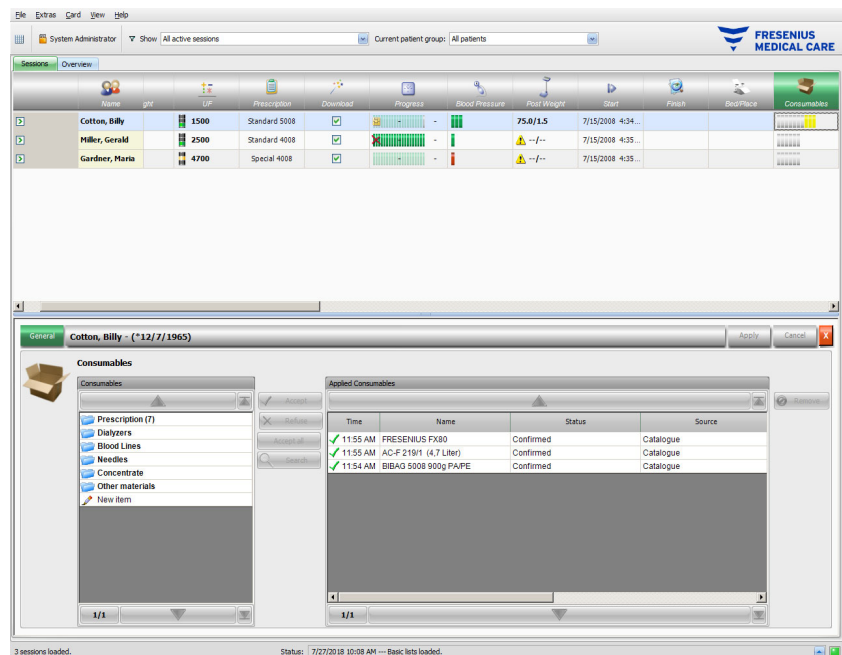 File Extras Card View Help
System Administrator Show All active sessions Current patient group: All patients
FRESENIUS
MEDICAL CARE
Sessions Overview
Name ght UF Prescription Download Progress Blood Pressure Post Weight Start Finish Bed/Place Consumables
Cotton, Billy 1500 Standard 5008 - - 75.0/1.5 7/15/2008 4:34...
Miller, Gerald 2500 Standard 4008 - - --/-- 7/15/2008 4:35...
Gardner, Maria 4700 Special 4008 - - --/-- 7/15/2008 4:35...
General Cotton, Billy - (*12/7/1965) Apply Cancel X
Consumables
Consumables Applied Consumables
Accept Remove
Prescription (7) Refuse Time Name Status Source
Dialyzers
Blood Lines Accept all 11:55 AM FRESENIUS FX80 Confirmed Catalogue
Needles Search 11:55 AM AC-F 219/1 (4,7 Liter) Confirmed Catalogue
Concentrate 11:54 AM BIBAG 5008 900g PA/PE Confirmed Catalogue
Other materials
New item
1/1 1/1
3 sessions loaded. Status: 7/27/2018 10:08 AM --- Basic lists loaded.